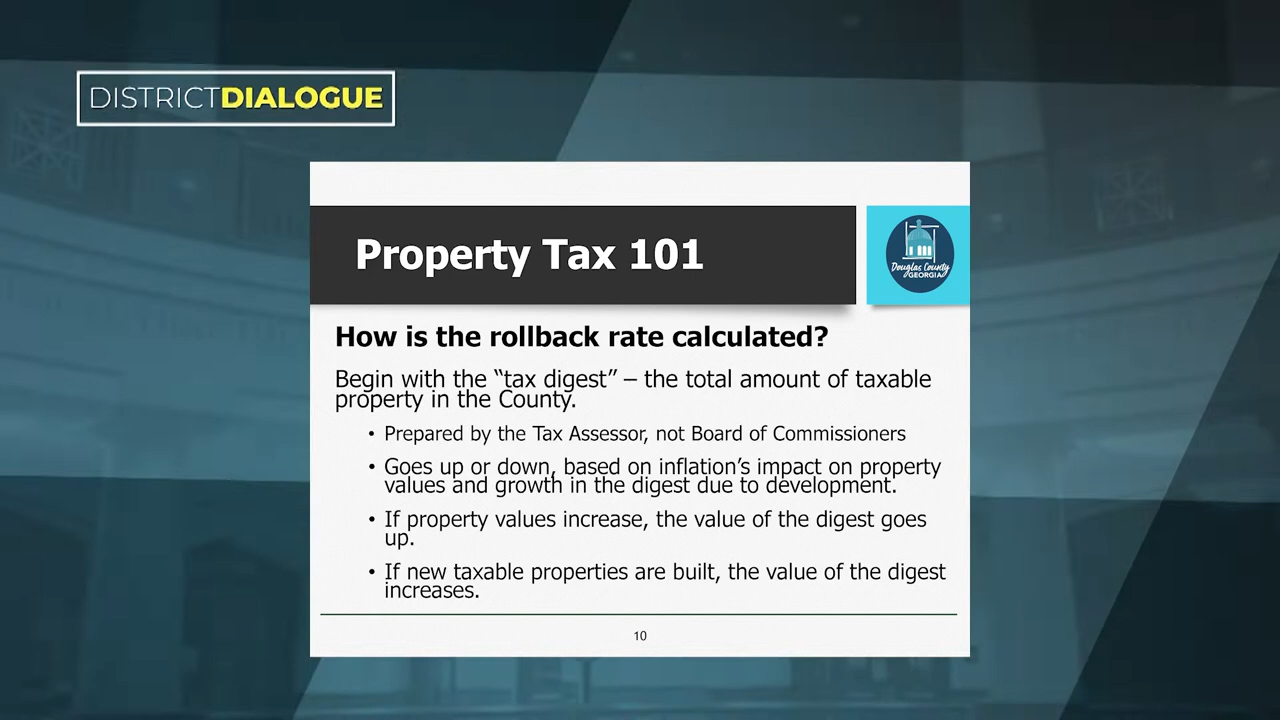 DISTRICTDIALOGUE
Property Tax 101
Douglas County
GEORGIA
How is the rollback rate calculated?
Begin with the “tax digest” – the total amount of taxable
property in the County.
• Prepared by the Tax Assessor, not Board of Commissioners
• Goes up or down, based on inflation’s impact on property
values and growth in the digest due to development.
• If property values increase, the value of the digest goes
up.
• If new taxable properties are built, the value of the digest
increases.
10